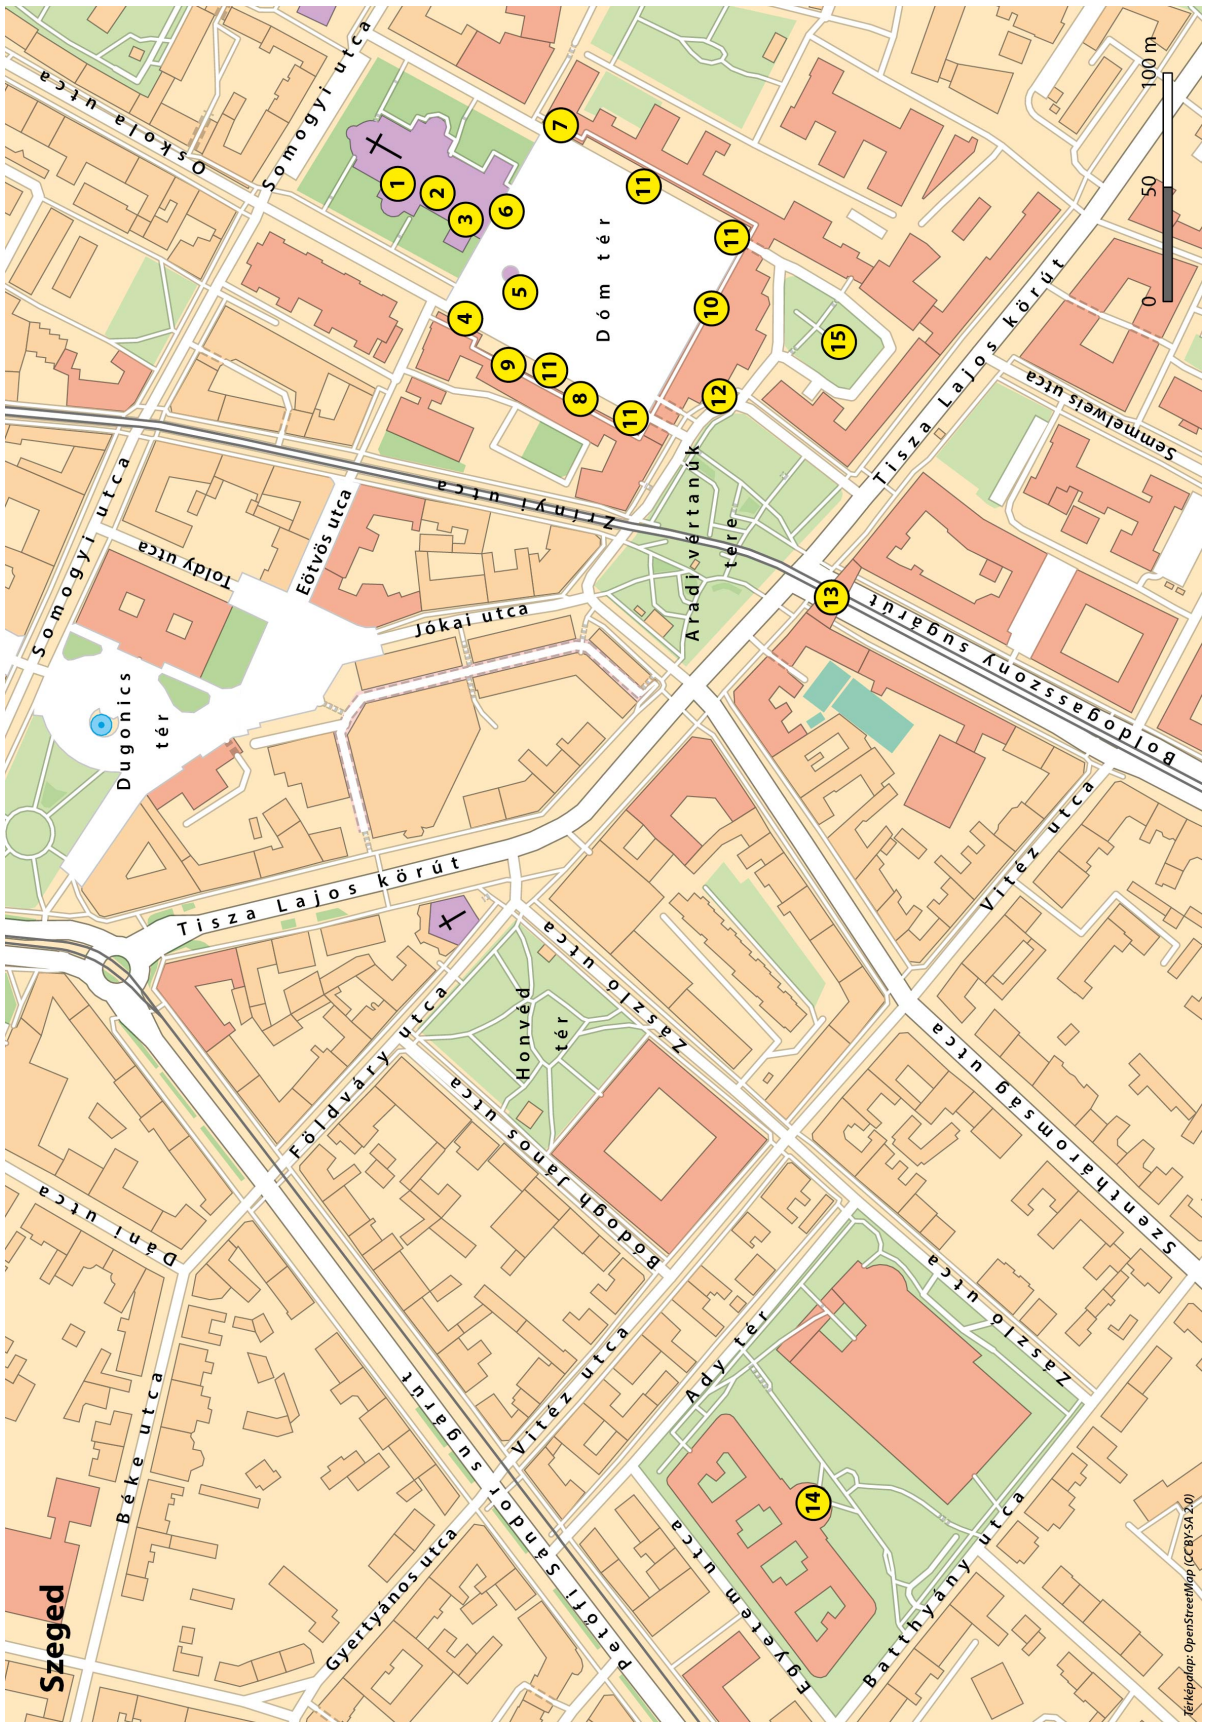 Szeged
Oskola utca
Somogyi utca
Somogyi utca
Toldy utca
Eötvös utca
Zrínyi utca
Jókai utca
Dugonics
tér
Dóm tér
Aradi vértanúk
tere
Tisza Lajos körút
Semmelweis utca
Boldogasszony sugárút
Vitéz utca
Tisza Lajos körút
Földváry utca
Honvéd
tér
Zászló utca
Bódogh János utca
Szentháromság utca
Dáni utca
Béke utca
Gyertyános utca
Petőfi Sándor sugárút
Vitéz utca
Ady tér
Zászló utca
Egyetem utca
Batthyány utca
1
2
3
4
5
6
7
8
9
10
11
11
11
11
12
13
14
15
0 50 100 m
Térképalap: OpenStreetMap (CC BY-SA 2.0)